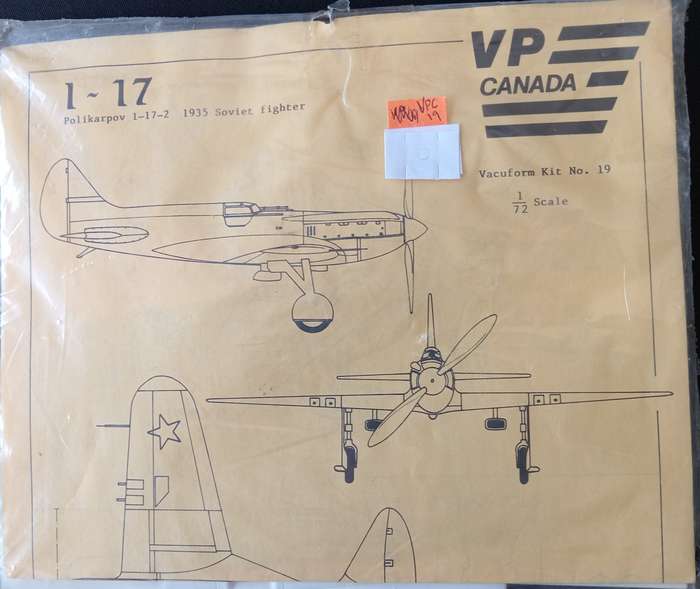 I-17
Polikarpov I-17-2 1935 Soviet fighter
VP
CANADA
VPC
19
Vacuform Kit No. 19
1
72 Scale